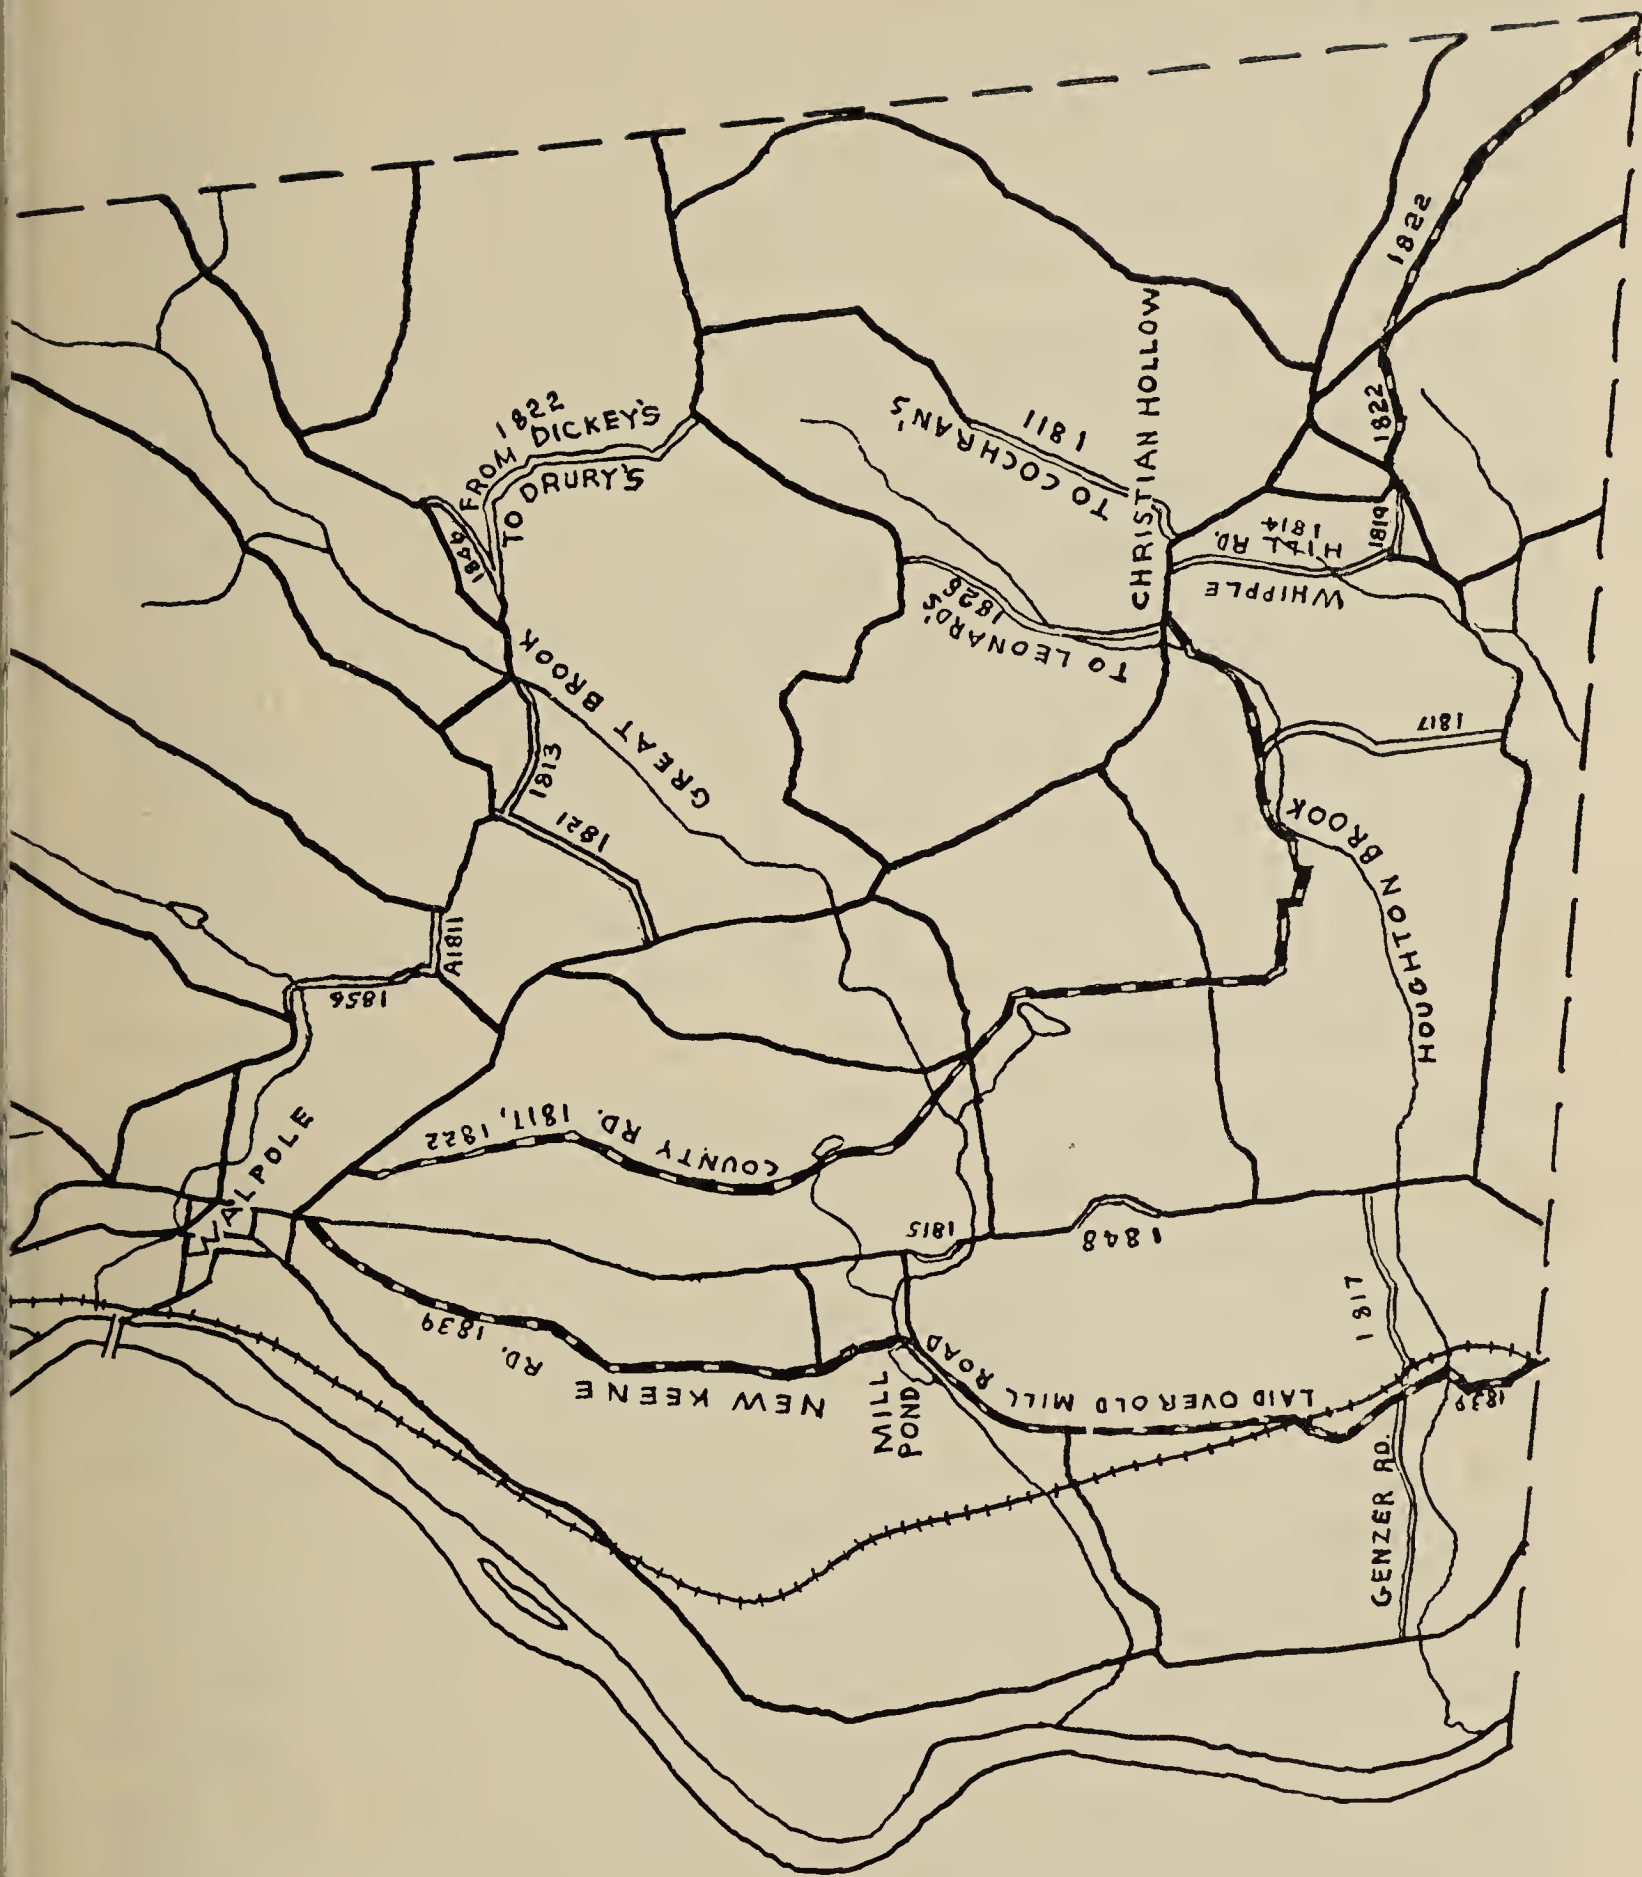 1822
1822
FROM DICKEY'S
TO DRURY'S
1846
TO COCHRAN'S
1811
CHRISTIAN HOLLOW
1822
1819
WHIPPLE
HILL RD.
1814
TO LEONARD'S
1826
GREAT BROOK
1813
1821
1817
A1811
1856
HOUGHTON BROOK
WALPOLE
COUNTY RD. 1817, 1822
1815
1848
1817
NEW KEENE RD. 1839
MILL
POND
LAID OVER OLD MILL ROAD
1839
GENZER RD.